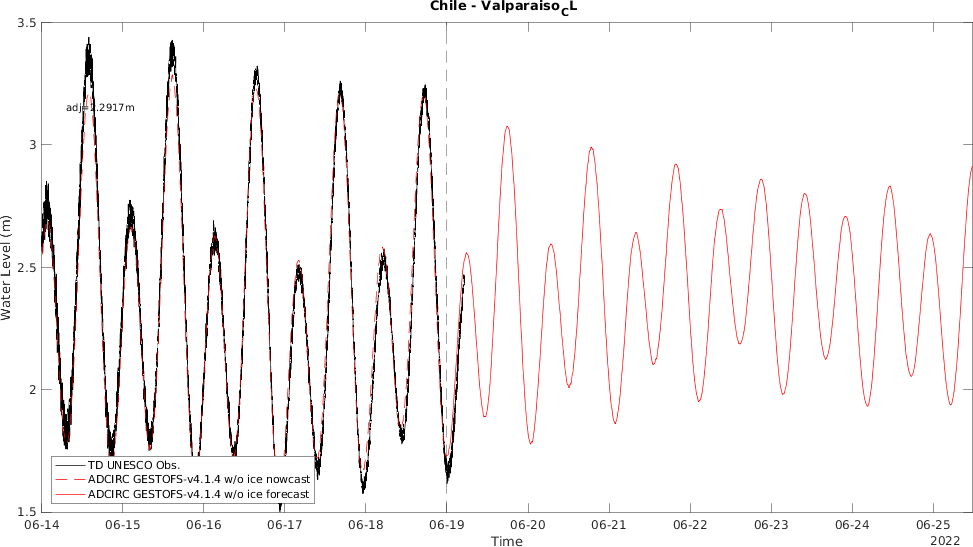 Chile - Valparaiso_CL
3.5
3
2.5
2
1.5
Water Level (m)
adj=2.2917m
TD UNESCO Obs.
ADCIRC GESTOFS-v4.1.4 w/o ice nowcast
ADCIRC GESTOFS-v4.1.4 w/o ice forecast
06-14 06-15 06-16 06-17 06-18 06-19 06-20 06-21 06-22 06-23 06-24 06-25
Time
2022